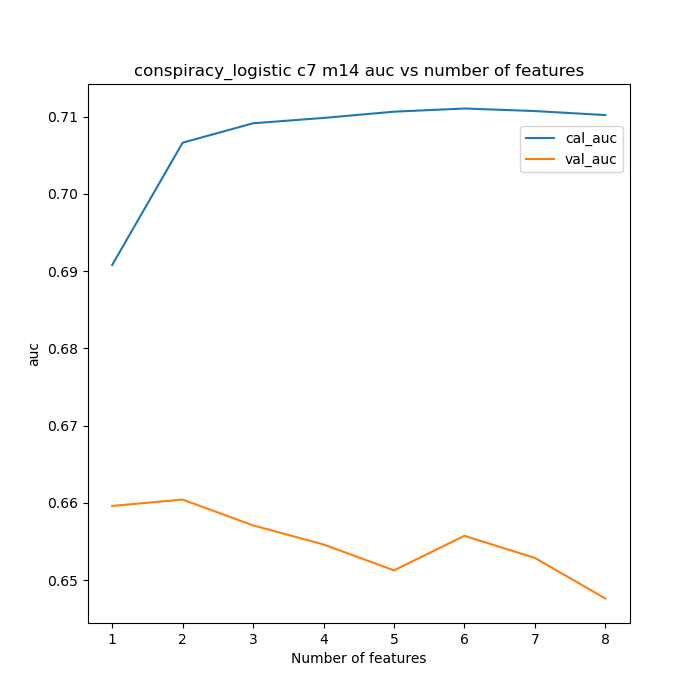 conspiracy_logistic c7 m14 auc vs number of features
0.71
cal_auc
val_auc
0.70
0.69
0.68
auc
0.67
0.66
0.65
1 2 3 4 5 6 7 8
Number of features